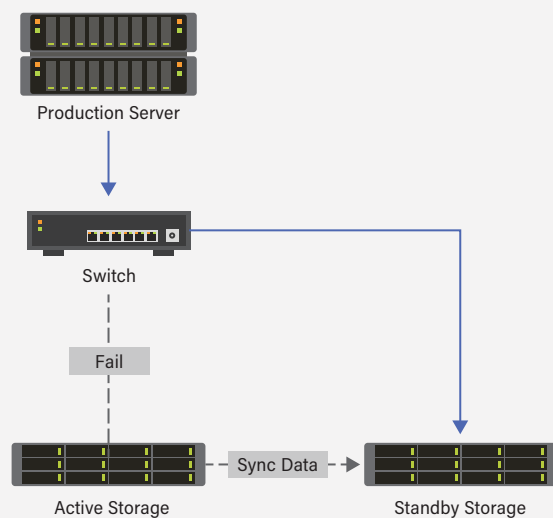 Production Server
Switch
Fail
Sync Data
Active Storage
Standby Storage